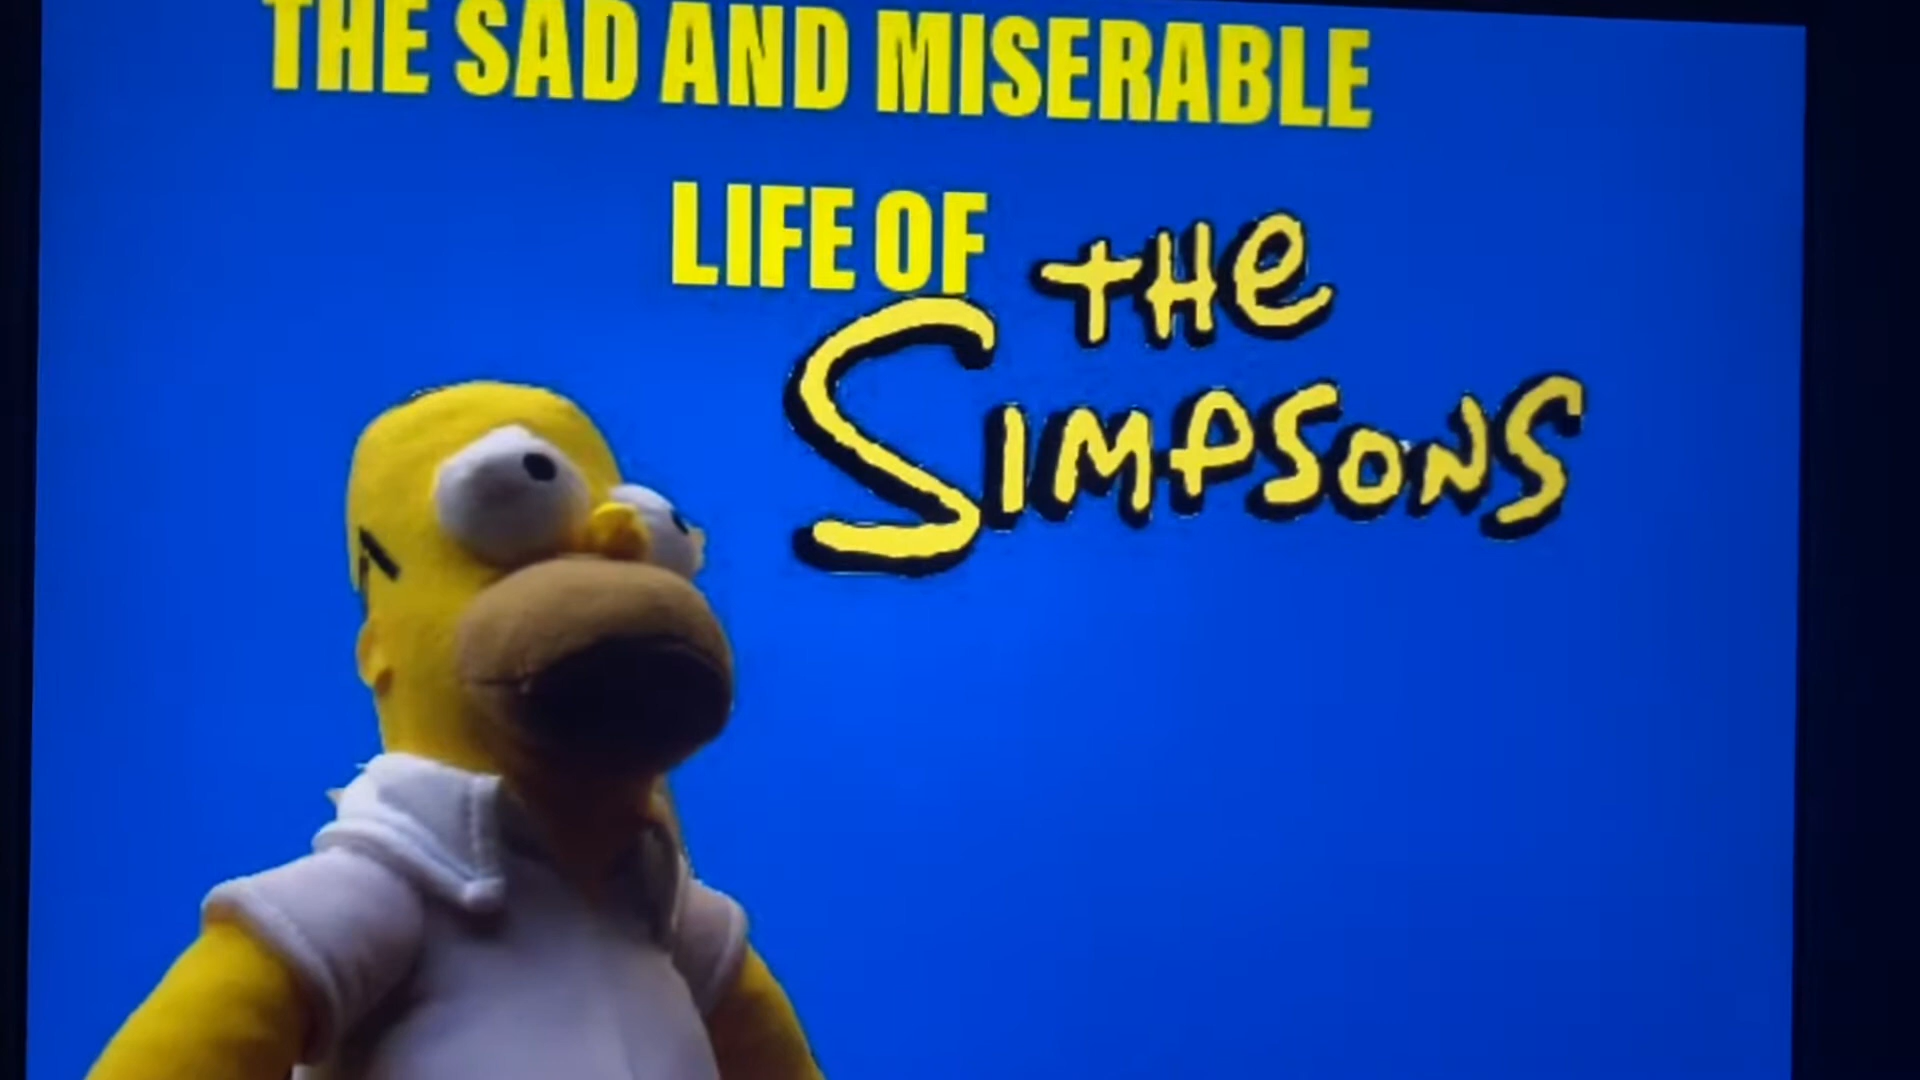 THE SAD AND MISERABLE
LIFE OF THE
SIMPSONS